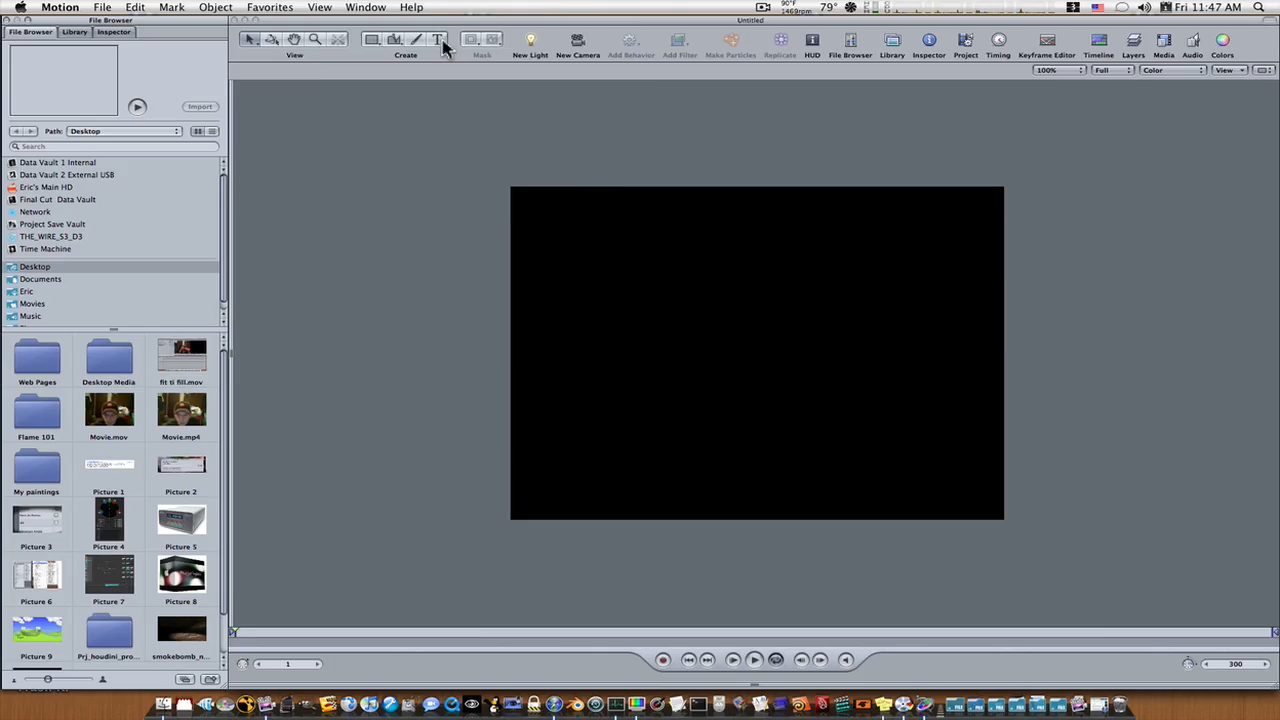 Motion File Edit Mark Object Favorites View Window Help 90°F 1469rpm 79° 3 Fri 11:47 AM
File Browser Untitled
File Browser Library Inspector
T
View Create Mask New Light New Camera Add Behavior Add Filter Make Particles Replicate HUD File Browser Library Inspector Project Timing Keyframe Editor Timeline Layers Media Audio Colors
100% Full Color View
Import
Path: Desktop
Search
Data Vault 1 Internal
Data Vault 2 External USB
Eric's Main HD
Final Cut Data Vault
Network
Project Save Vault
THE_WIRE_S3_D3
Time Machine
Desktop
Documents
Eric
Movies
Music
Web Pages Desktop Media fit ti fill.mov
Flame 101 Movie.mov Movie.mp4
My paintings Picture 1 Picture 2
Picture 3 Picture 4 Picture 5
Picture 6 Picture 7 Picture 8
Picture 9 Prj_houdini_pro... smokebomb_n...
1 300